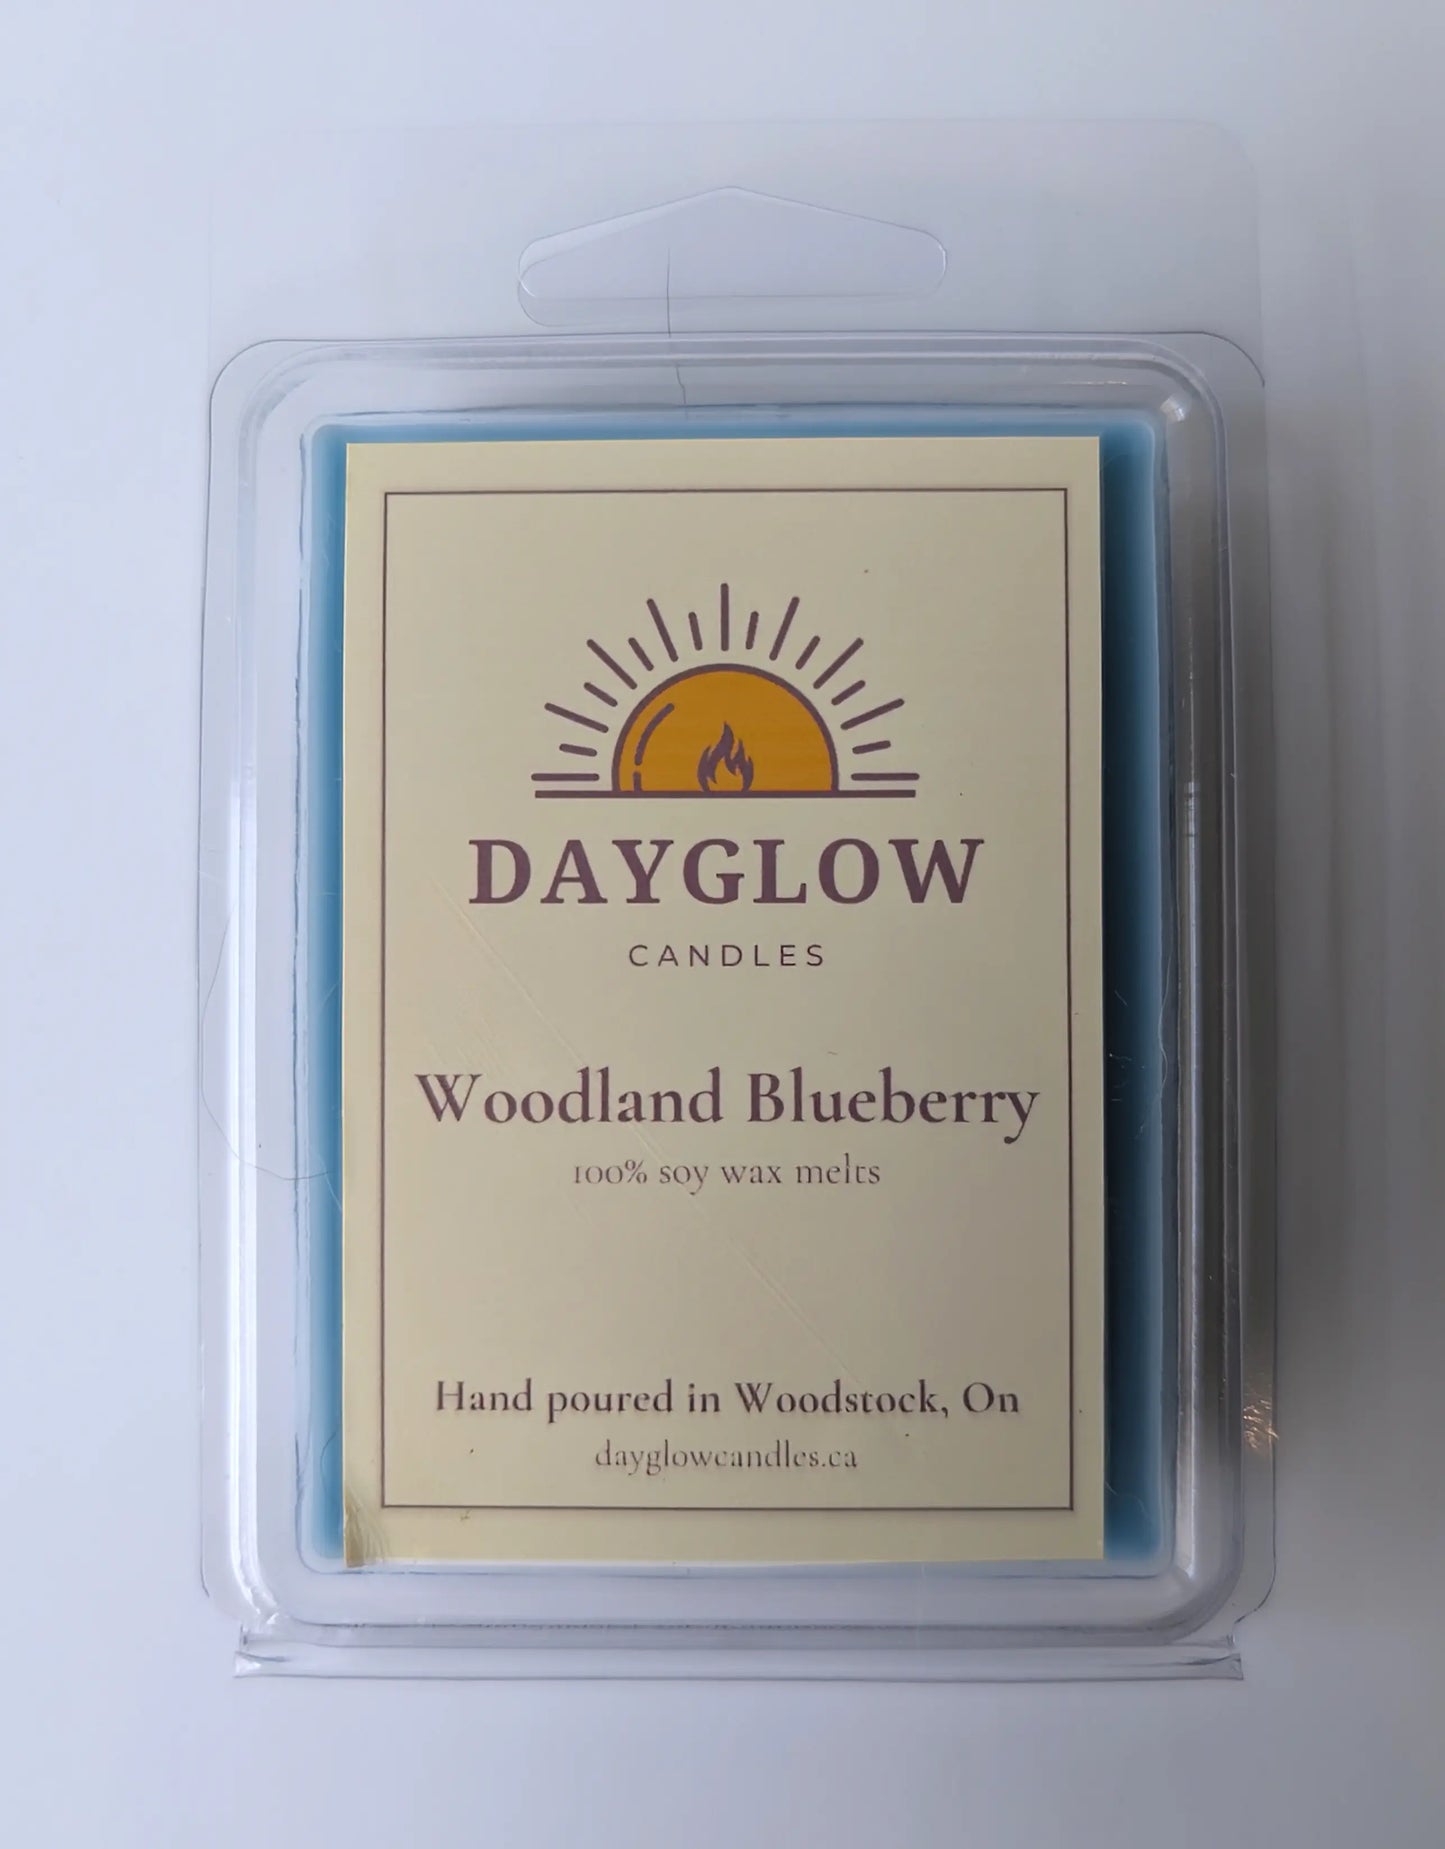 DAYGLOW
CANDLES
Woodland Blueberry
100% soy wax melts
Hand poured in Woodstock, On
dayglowcandles.ca